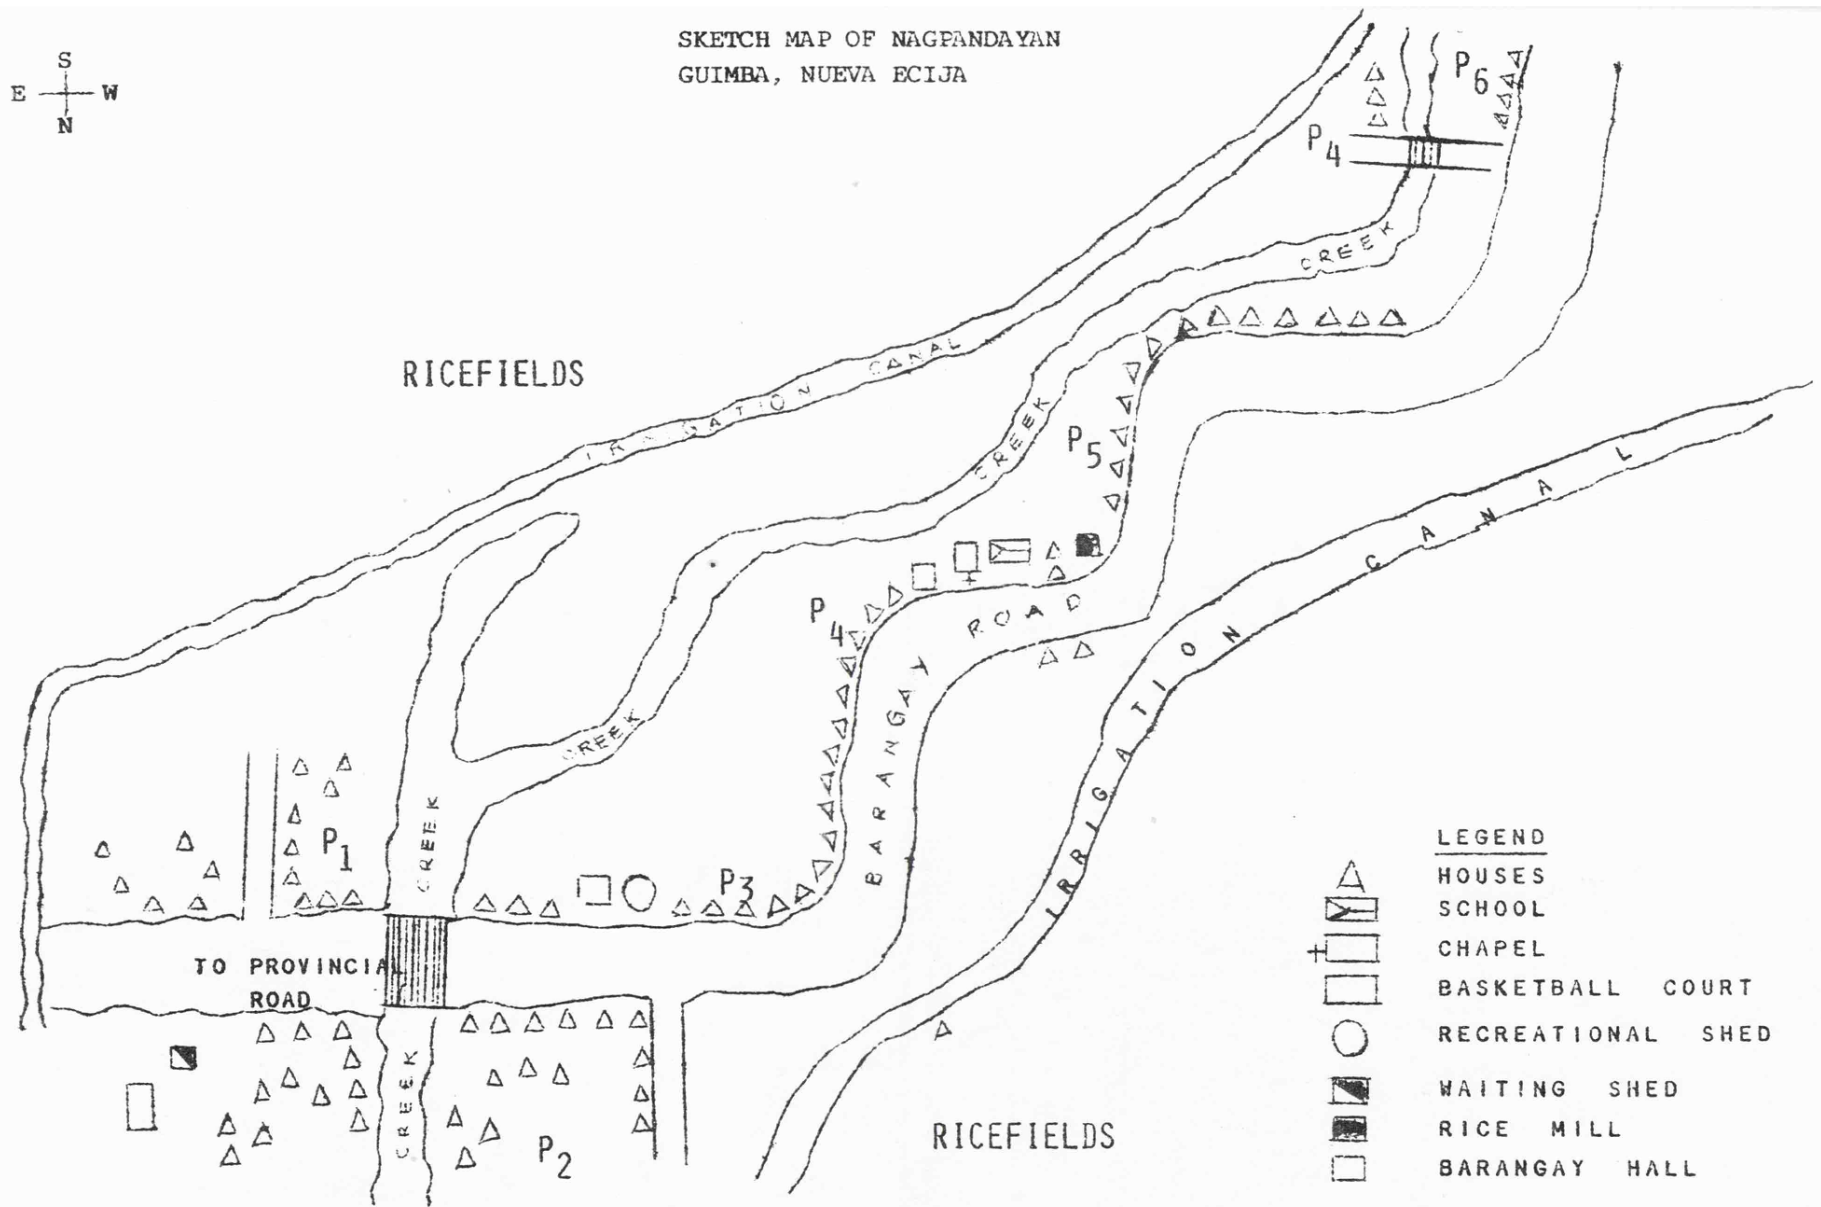 SKETCH MAP OF NAGPANDAYAN
GUIMBA, NUEVA ECIJA
S
E W
N
P6
P4
CREEK
RICEFIELDS
IRRIGATION CANAL
CREEK
P5
P4
BARANGAY ROAD
CREEK
IRRIGATION CANAL
CREEK
P1
P3
TO PROVINCIAL
ROAD
CREEK
P2
RICEFIELDS
LEGEND
HOUSES
SCHOOL
CHAPEL
BASKETBALL COURT
RECREATIONAL SHED
WAITING SHED
RICE MILL
BARANGAY HALL